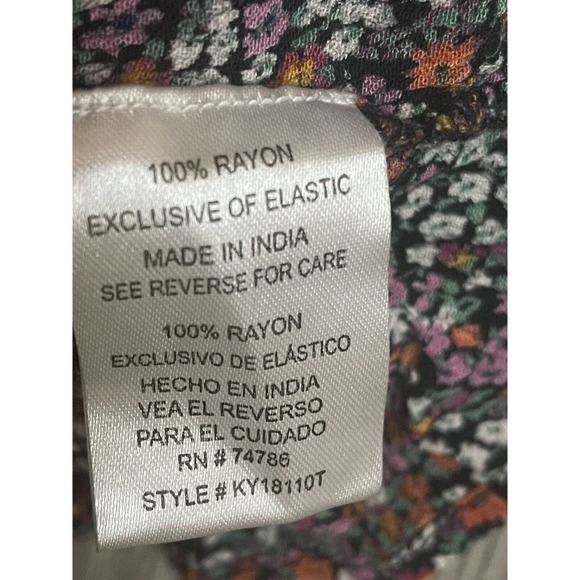 100% RAYON
EXCLUSIVE OF ELASTIC
MADE IN INDIA
SEE REVERSE FOR CARE
100% RAYON
EXCLUSIVO DE ELÁSTICO
HECHO EN INDIA
VEA EL REVERSO
PARA EL CUIDADO
RN # 74786
STYLE # KY18110T